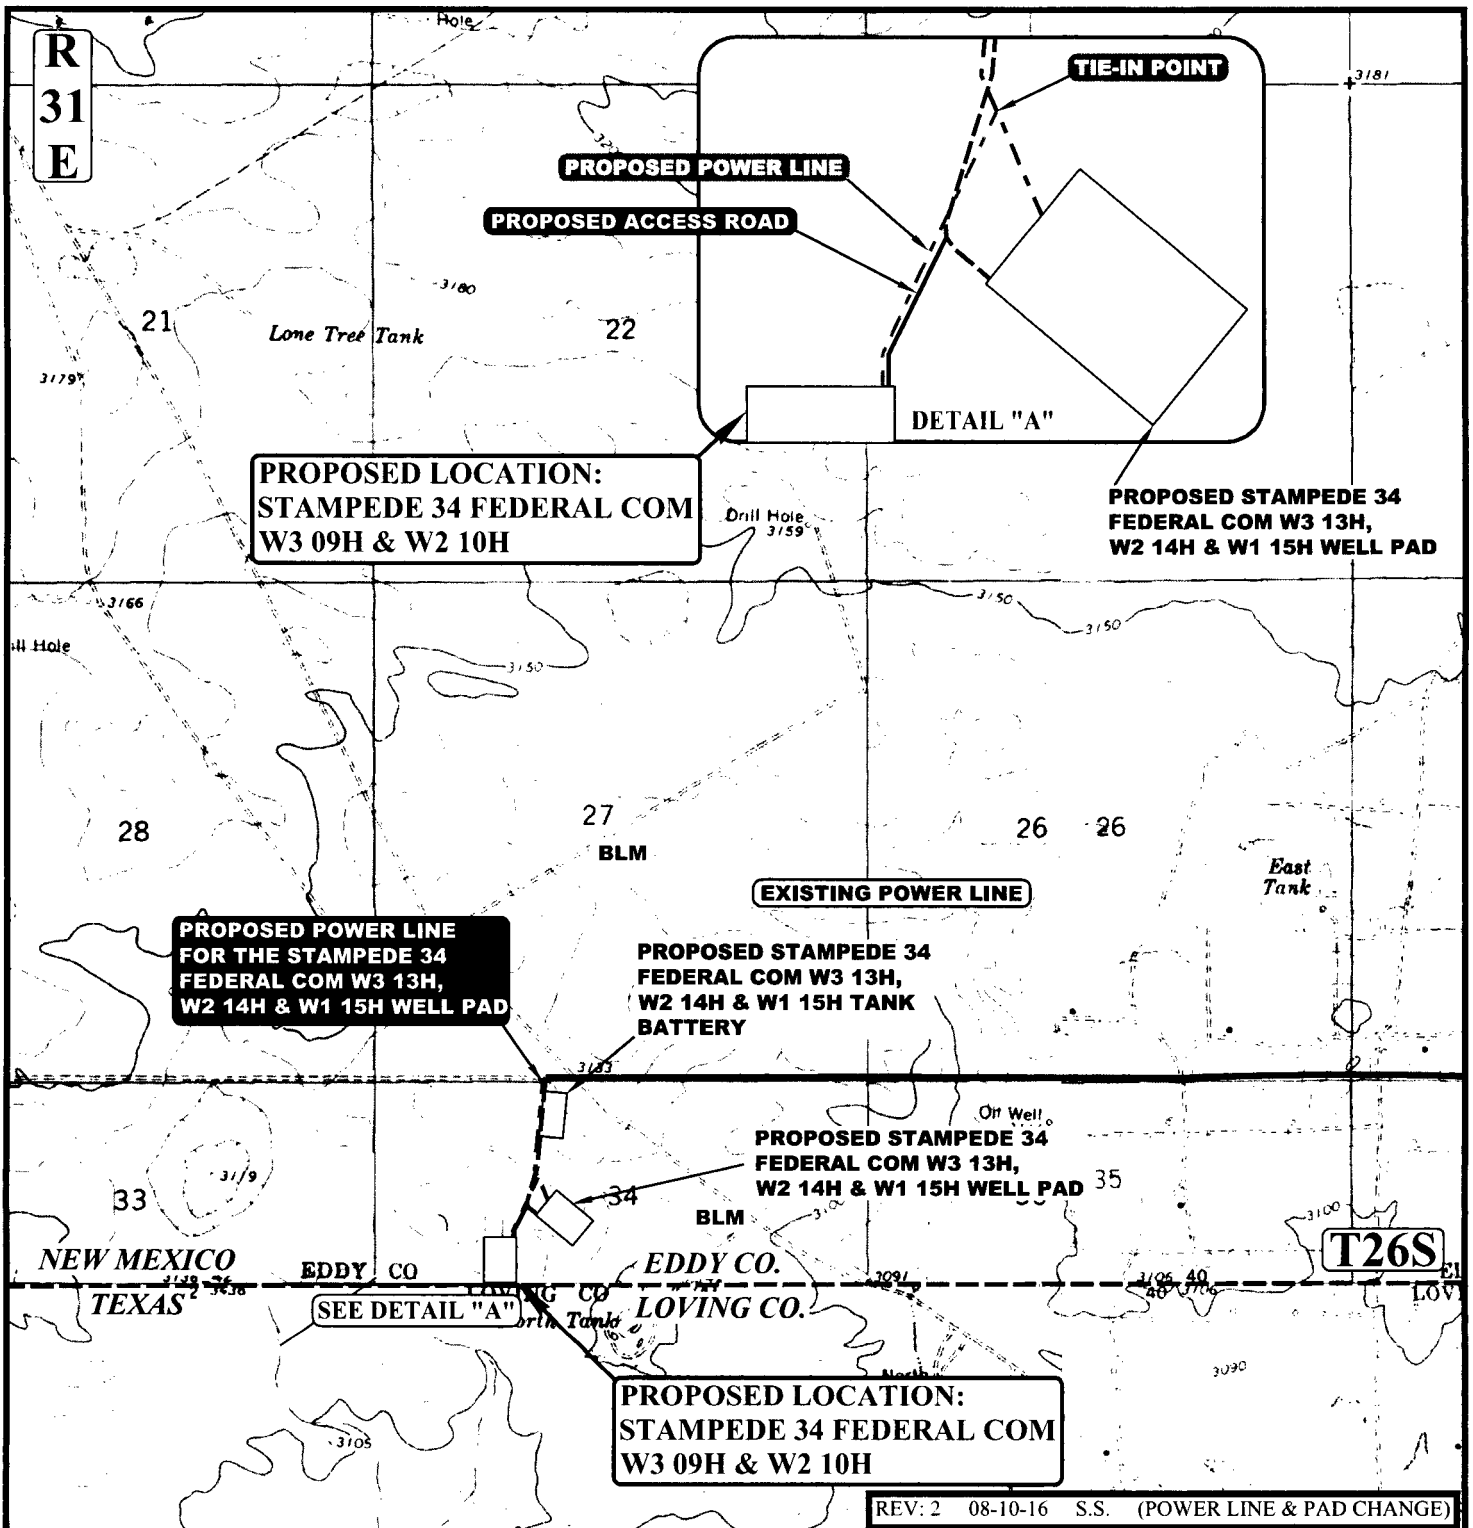 Hole
R
31
E
TIE-IN POINT
3181
PROPOSED POWER LINE
PROPOSED ACCESS ROAD
3180
21
Lone Tree Tank
22
3179
DETAIL "A"
PROPOSED LOCATION:
STAMPEDE 34 FEDERAL COM
W3 09H & W2 10H
PROPOSED STAMPEDE 34
FEDERAL COM W3 13H,
W2 14H & W1 15H WELL PAD
Drill Hole
3159
3166
3150
3150
Hole
3150
28
27
BLM
26
26
East
Tank
EXISTING POWER LINE
PROPOSED POWER LINE
FOR THE STAMPEDE 34
FEDERAL COM W3 13H,
W2 14H & W1 15H WELL PAD
PROPOSED STAMPEDE 34
FEDERAL COM W3 13H,
W2 14H & W1 15H TANK
BATTERY
3133
Oil Well
PROPOSED STAMPEDE 34
FEDERAL COM W3 13H,
W2 14H & W1 15H WELL PAD
35
3119
33
34
BLM
3100
T26S
NEW MEXICO
EDDY CO
EDDY CO.
3091
3106 40
TEXAS
CO
LOVING CO.
SEE DETAIL "A"
Tank
3090
PROPOSED LOCATION:
STAMPEDE 34 FEDERAL COM
W3 09H & W2 10H
3105
REV: 2 08-10-16 S.S. (POWER LINE & PAD CHANGE)